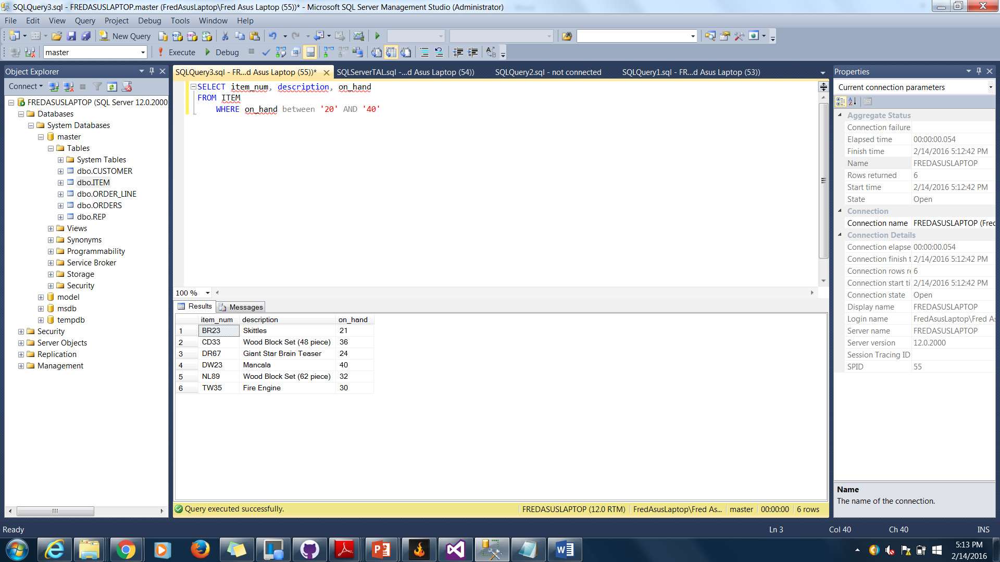 SQLQuery3.sql - FREDASUSLAPTOP.master (FredAsusLaptop\Fred Asus Laptop (55))* - Microsoft SQL Server Management Studio (Administrator)
File Edit View Query Project Debug Tools Window Help
New Query
master Execute Debug
Object Explorer
Connect
FREDASUSLAPTOP (SQL Server 12.0.2000
Databases
System Databases
master
Tables
System Tables
dbo.CUSTOMER
dbo.ITEM
dbo.ORDER_LINE
dbo.ORDERS
dbo.REP
Views
Synonyms
Programmability
Service Broker
Storage
Security
model
msdb
tempdb
Security
Server Objects
Replication
Management
SQLQuery3.sql - FR...d Asus Laptop (55))* SQLServerTAL.sql -...d Asus Laptop (54)) SQLQuery2.sql - not connected SQLQuery1.sql - FR...d Asus Laptop (53))
SELECT item_num, description, on_hand
FROM ITEM
WHERE on_hand between '20' AND '40'
100 %
Results Messages
item_num description on_hand
1 BR23 Skittles 21
2 CD33 Wood Block Set (48 piece) 36
3 DR67 Giant Star Brain Teaser 24
4 DW23 Mancala 40
5 NL89 Wood Block Set (62 piece) 32
6 TW35 Fire Engine 30
Query executed successfully. FREDASUSLAPTOP (12.0 RTM) FredAsusLaptop\Fred As... master 00:00:00 6 rows
Properties
Current connection parameters
Aggregate Status
Connection failure
Elapsed time 00:00:00.054
Finish time 2/14/2016 5:12:42 PM
Name FREDASUSLAPTOP
Rows returned 6
Start time 2/14/2016 5:12:42 PM
State Open
Connection
Connection name FREDASUSLAPTOP (Fred
Connection Details
Connection elapse 00:00:00.054
Connection finish t 2/14/2016 5:12:42 PM
Connection rows re 6
Connection start ti 2/14/2016 5:12:42 PM
Connection state Open
Display name FREDASUSLAPTOP
Login name FredAsusLaptop\Fred As
Server name FREDASUSLAPTOP
Server version 12.0.2000
Session Tracing ID
SPID 55
Name
The name of the connection.
Ready Ln 3 Col 40 Ch 40 INS
5:13 PM
2/14/2016